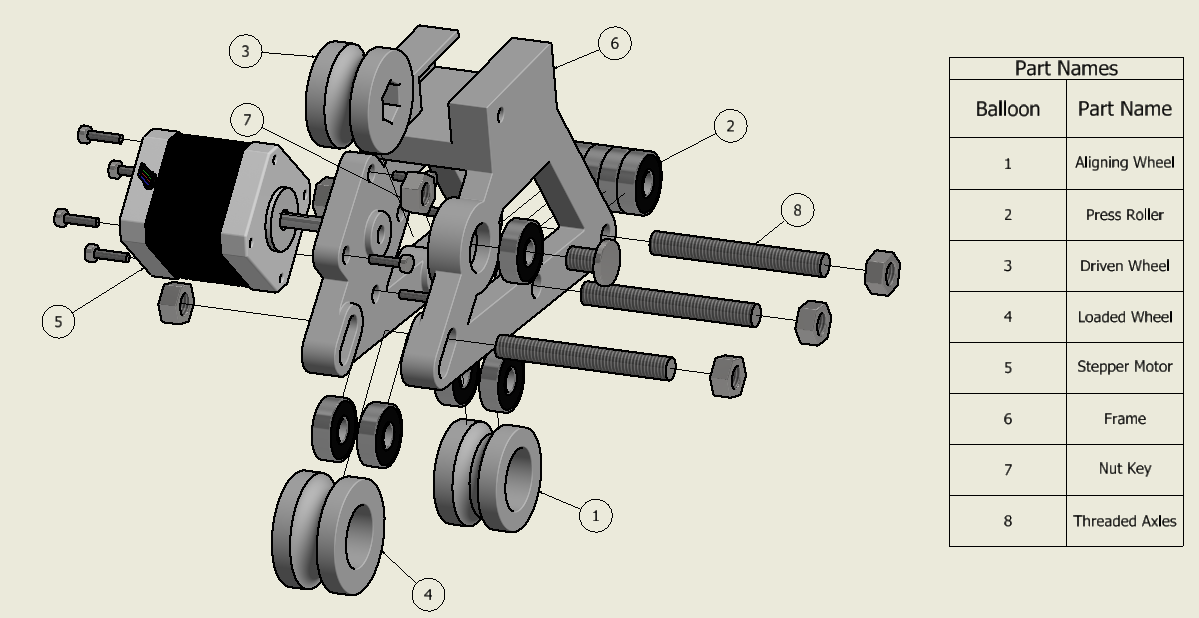 3
6
7
2
8
5
1
4
Part Names
Balloon Part Name
1 Aligning Wheel
2 Press Roller
3 Driven Wheel
4 Loaded Wheel
5 Stepper Motor
6 Frame
7 Nut Key
8 Threaded Axles